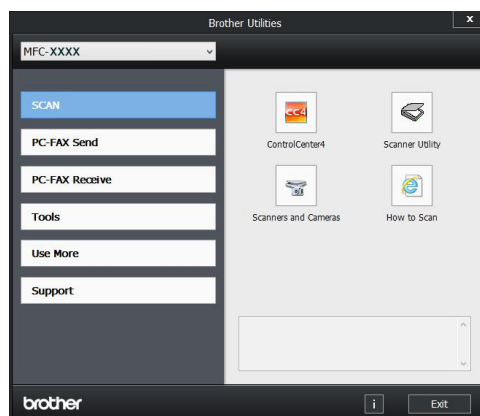 Brother Utilities
x
MFC-XXXX
SCAN
PC-FAX Send
PC-FAX Receive
Tools
Use More
Support
CC4
ControlCenter4
Scanner Utility
Scanners and Cameras
How to Scan
brother
i
Exit